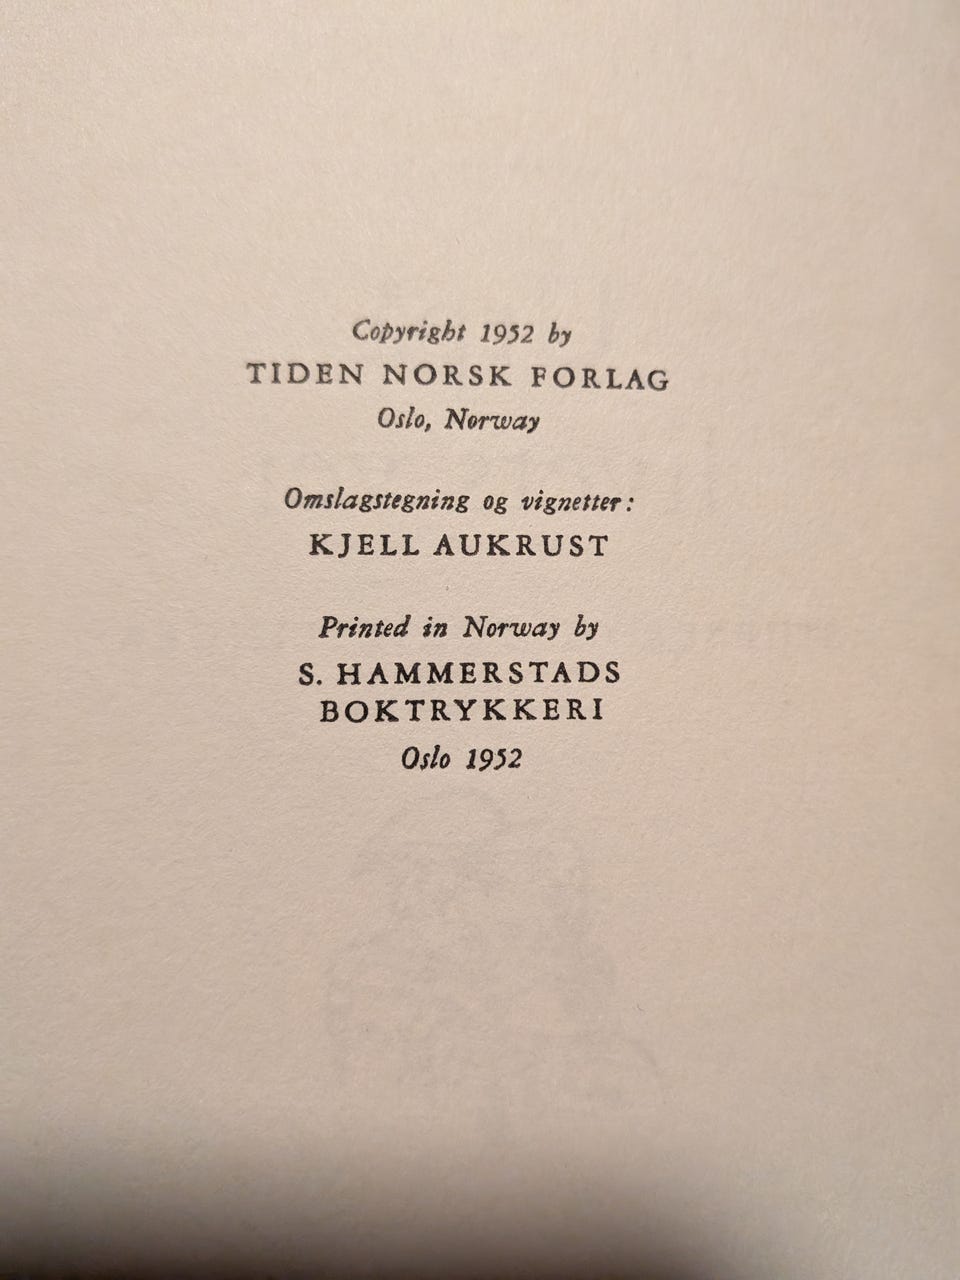 Copyright 1952 by
TIDEN NORSK FORLAG
Oslo, Norway
Omslagstegning og vignetter:
KJELL AUKRUST
Printed in Norway by
S. HAMMERSTADS
BOKTRYKKERI
Oslo 1952